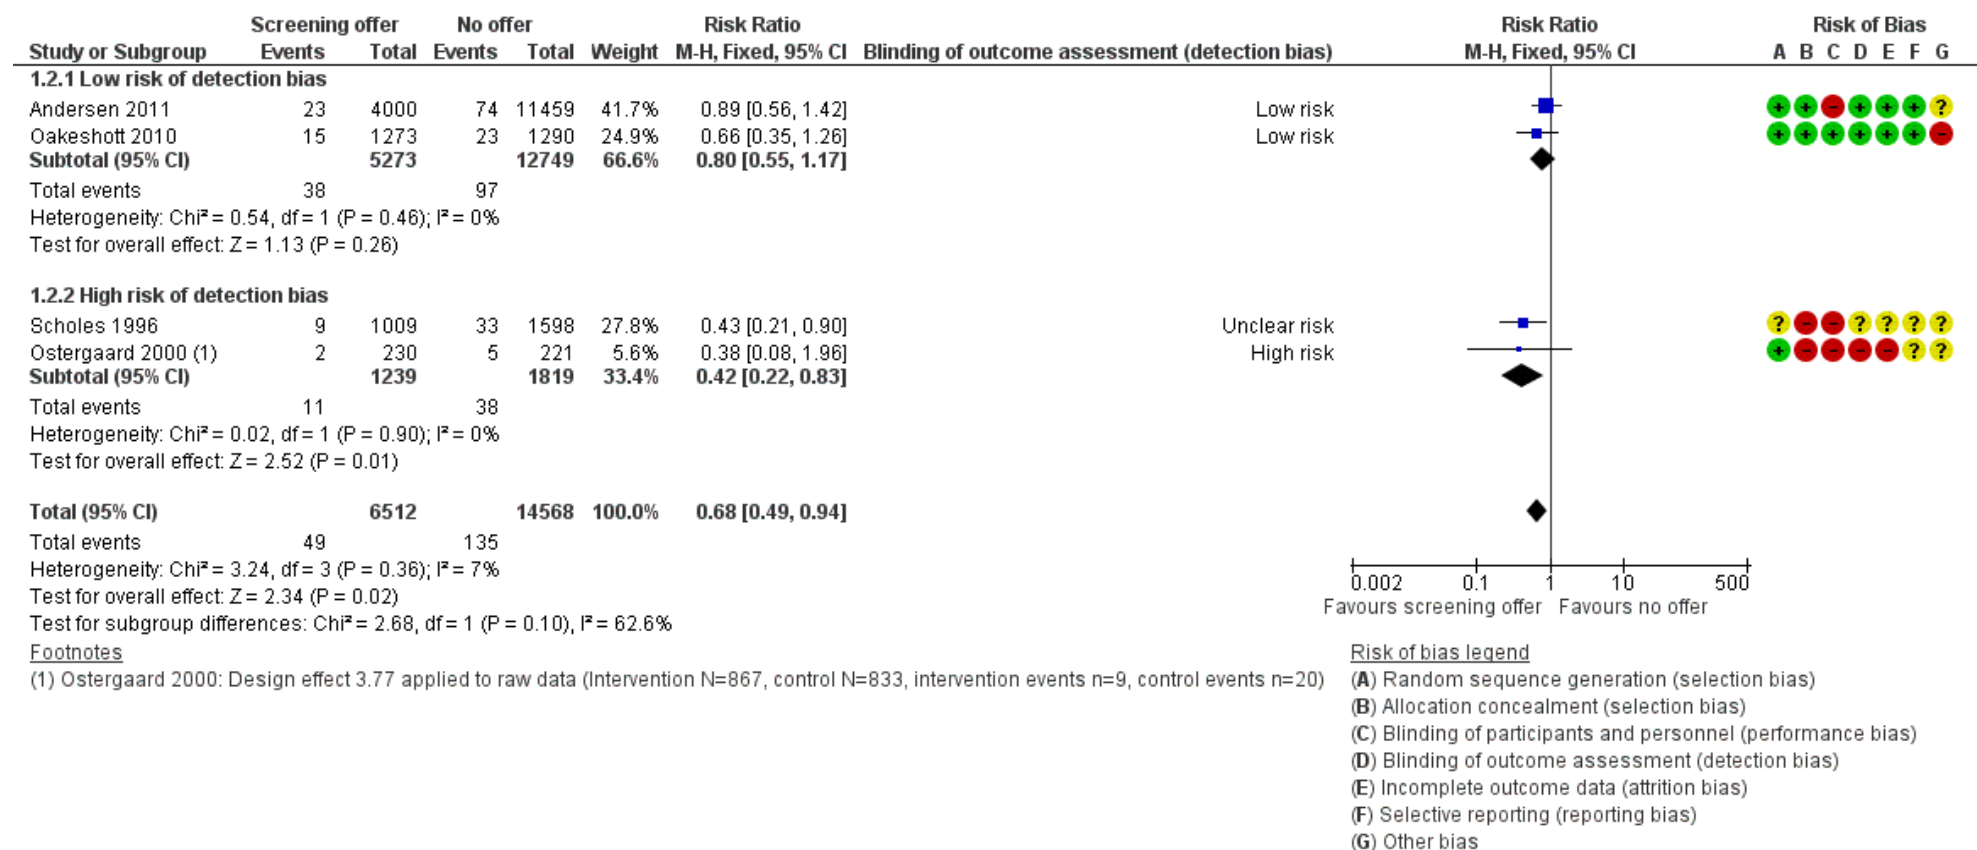 Screening offer No offer Risk Ratio Risk Ratio Risk of Bias
Study or Subgroup Events Total Events Total Weight M-H, Fixed, 95% CI Blinding of outcome assessment (detection bias) M-H, Fixed, 95% CI A B C D E F G
1.2.1 Low risk of detection bias
Andersen 2011 23 4000 74 11459 41.7% 0.89 [0.56, 1.42] Low risk + + - + + + ?
Oakeshott 2010 15 1273 23 1290 24.9% 0.66 [0.35, 1.26] Low risk + + + + + + -
Subtotal (95% CI) 5273 12749 66.6% 0.80 [0.55, 1.17]
Total events 38 97
Heterogeneity: Chi² = 0.54, df = 1 (P = 0.46); I² = 0%
Test for overall effect: Z = 1.13 (P = 0.26)
1.2.2 High risk of detection bias
Scholes 1996 9 1009 33 1598 27.8% 0.43 [0.21, 0.90] Unclear risk ? - - ? ? ? ?
Ostergaard 2000 (1) 2 230 5 221 5.6% 0.38 [0.08, 1.96] High risk + - - - - ? ?
Subtotal (95% CI) 1239 1819 33.4% 0.42 [0.22, 0.83]
Total events 11 38
Heterogeneity: Chi² = 0.02, df = 1 (P = 0.90); I² = 0%
Test for overall effect: Z = 2.52 (P = 0.01)
Total (95% CI) 6512 14568 100.0% 0.68 [0.49, 0.94]
Total events 49 135
Heterogeneity: Chi² = 3.24, df = 3 (P = 0.36); I² = 7%
Test for overall effect: Z = 2.34 (P = 0.02)
Test for subgroup differences: Chi² = 2.68, df = 1 (P = 0.10), I² = 62.6%
0.002 0.1 1 10 500
Favours screening offer Favours no offer
Footnotes
(1) Ostergaard 2000: Design effect 3.77 applied to raw data (Intervention N=867, control N=833, intervention events n=9, control events n=20)
Risk of bias legend
(A) Random sequence generation (selection bias)
(B) Allocation concealment (selection bias)
(C) Blinding of participants and personnel (performance bias)
(D) Blinding of outcome assessment (detection bias)
(E) Incomplete outcome data (attrition bias)
(F) Selective reporting (reporting bias)
(G) Other bias